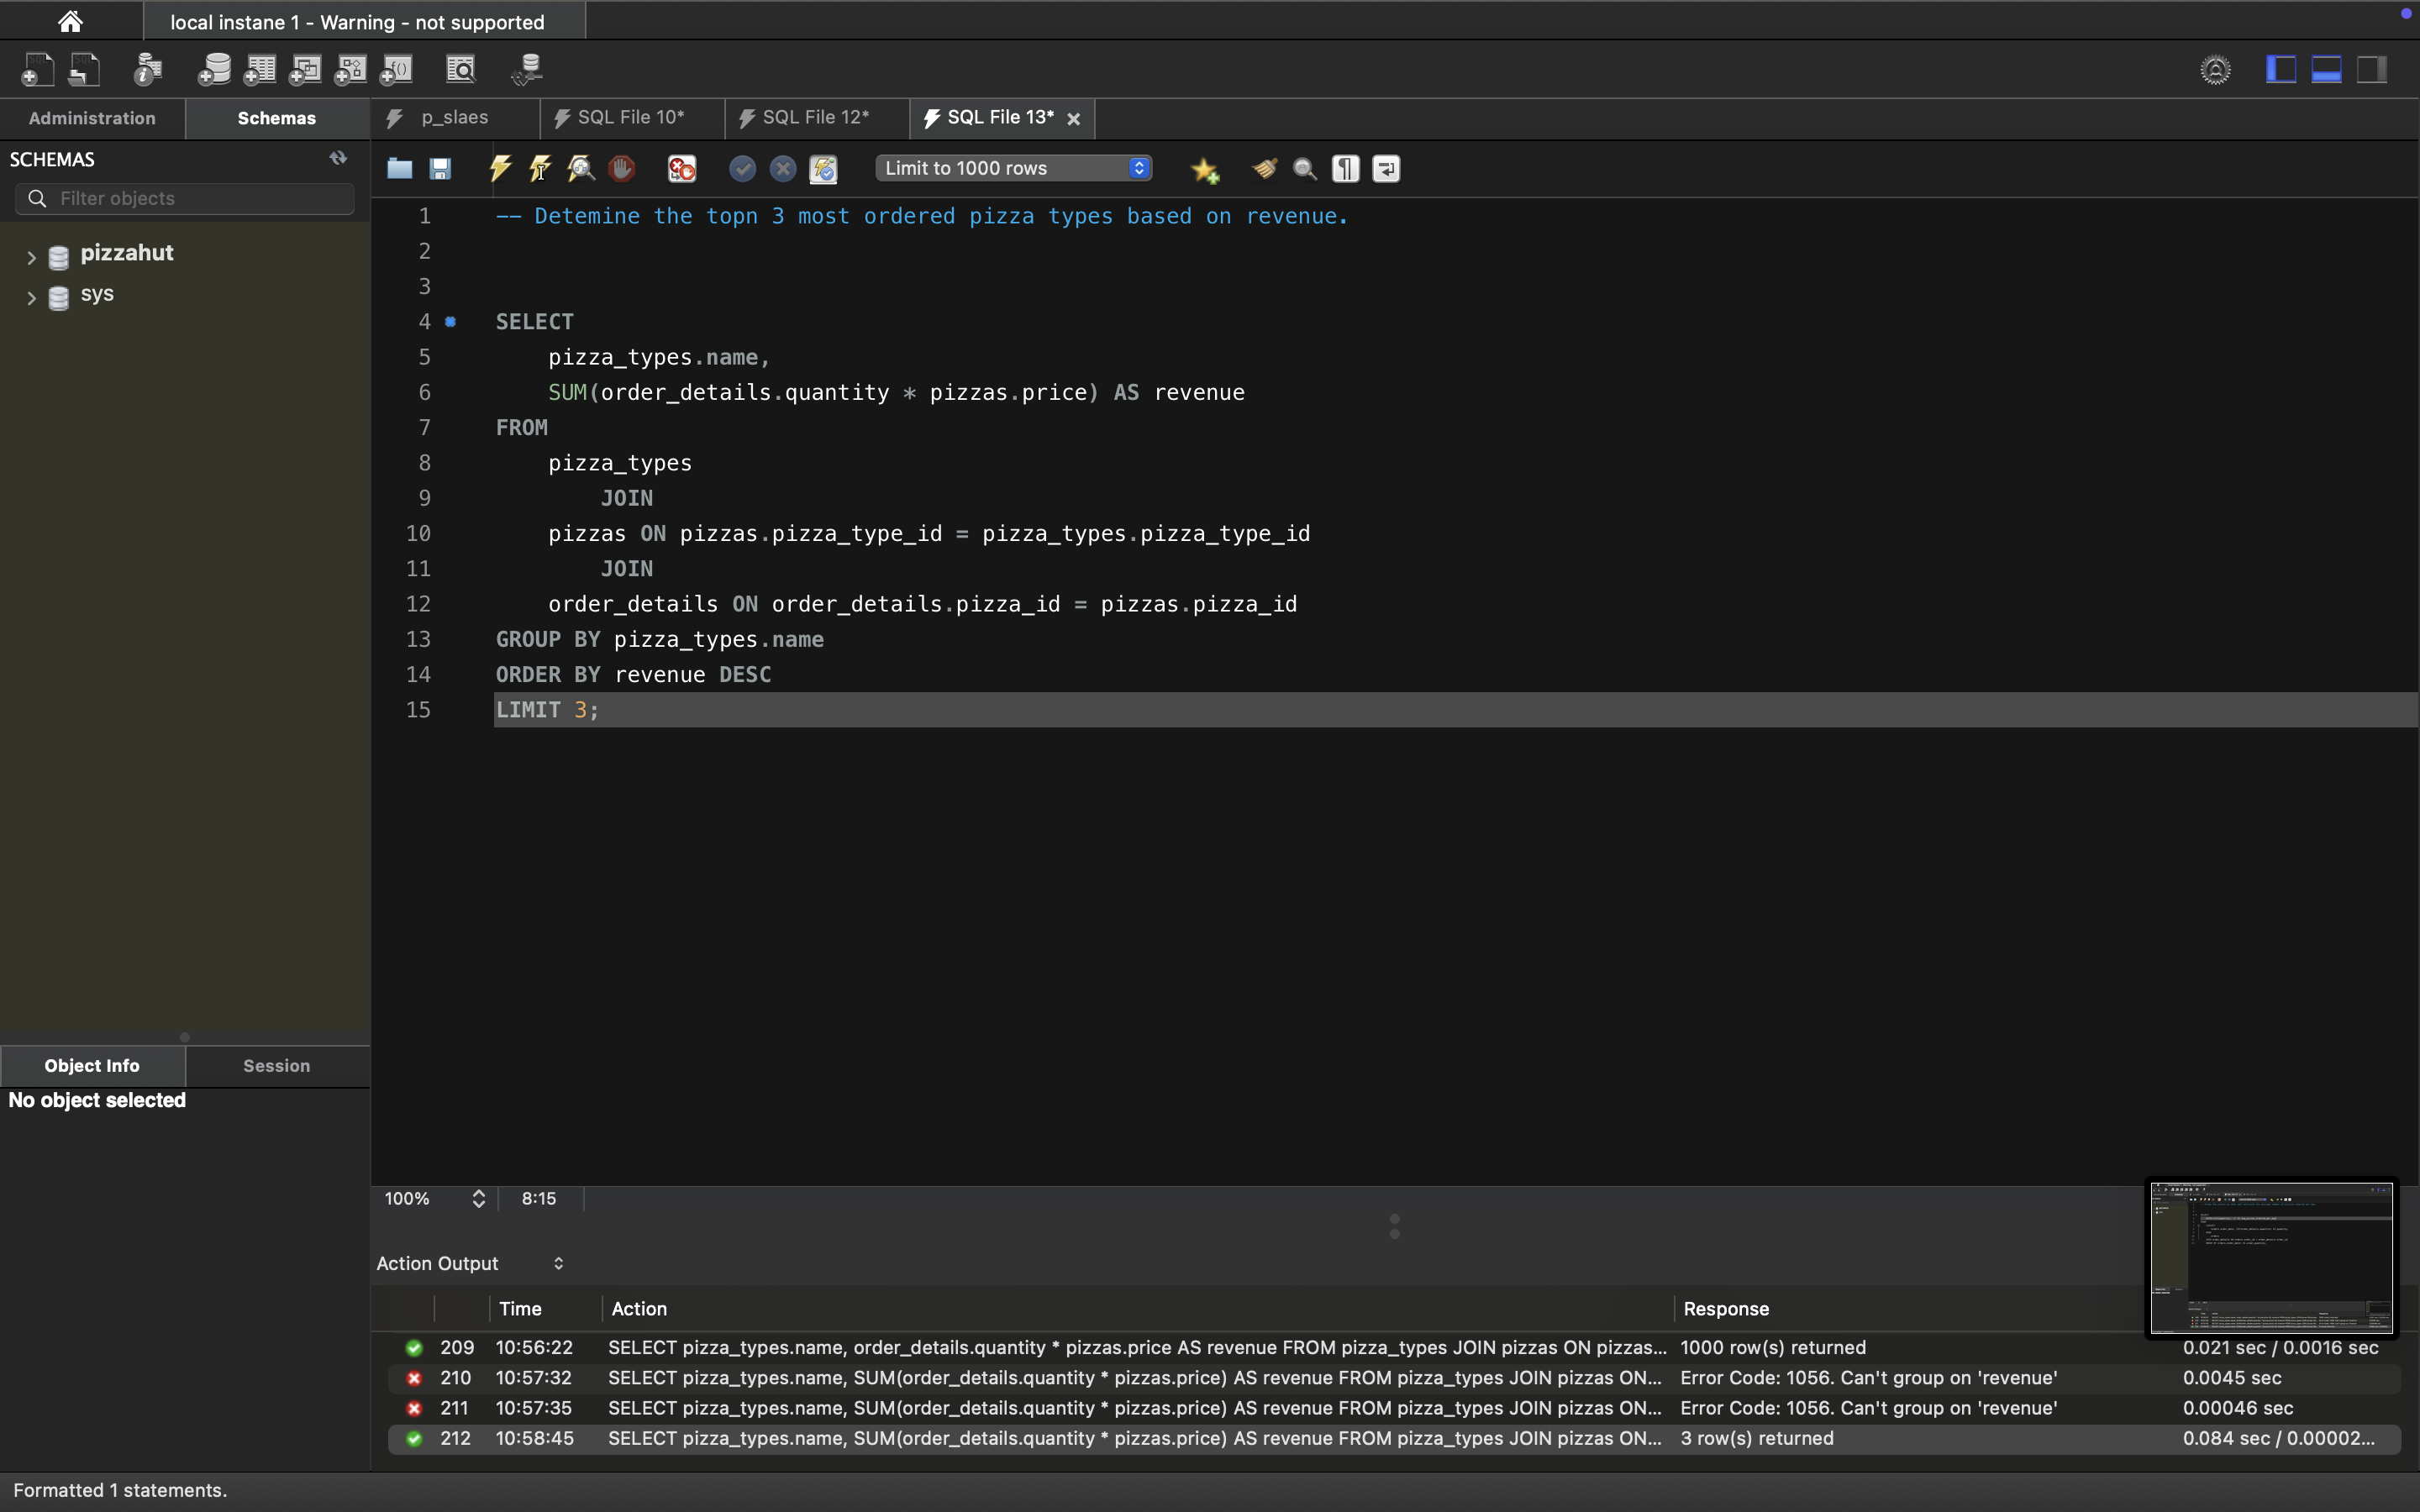 local instane 1 - Warning - not supported
Administration
Schemas
p_slaes
SQL File 10*
SQL File 12*
SQL File 13*
SCHEMAS
Filter objects
Limit to 1000 rows
pizzahut
sys
1 -- Detemine the topn 3 most ordered pizza types based on revenue.
2
3
4 SELECT
5 pizza_types.name,
6 SUM(order_details.quantity * pizzas.price) AS revenue
7 FROM
8 pizza_types
9 JOIN
10 pizzas ON pizzas.pizza_type_id = pizza_types.pizza_type_id
11 JOIN
12 order_details ON order_details.pizza_id = pizzas.pizza_id
13 GROUP BY pizza_types.name
14 ORDER BY revenue DESC
15 LIMIT 3;
Object Info
Session
No object selected
100%
8:15
Action Output
Time Action Response
209 10:56:22 SELECT pizza_types.name, order_details.quantity * pizzas.price AS revenue FROM pizza_types JOIN pizzas ON pizzas... 1000 row(s) returned 0.021 sec / 0.0016 sec
210 10:57:32 SELECT pizza_types.name, SUM(order_details.quantity * pizzas.price) AS revenue FROM pizza_types JOIN pizzas ON... Error Code: 1056. Can't group on 'revenue' 0.0045 sec
211 10:57:35 SELECT pizza_types.name, SUM(order_details.quantity * pizzas.price) AS revenue FROM pizza_types JOIN pizzas ON... Error Code: 1056. Can't group on 'revenue' 0.00046 sec
212 10:58:45 SELECT pizza_types.name, SUM(order_details.quantity * pizzas.price) AS revenue FROM pizza_types JOIN pizzas ON... 3 row(s) returned 0.084 sec / 0.00002...
Formatted 1 statements.